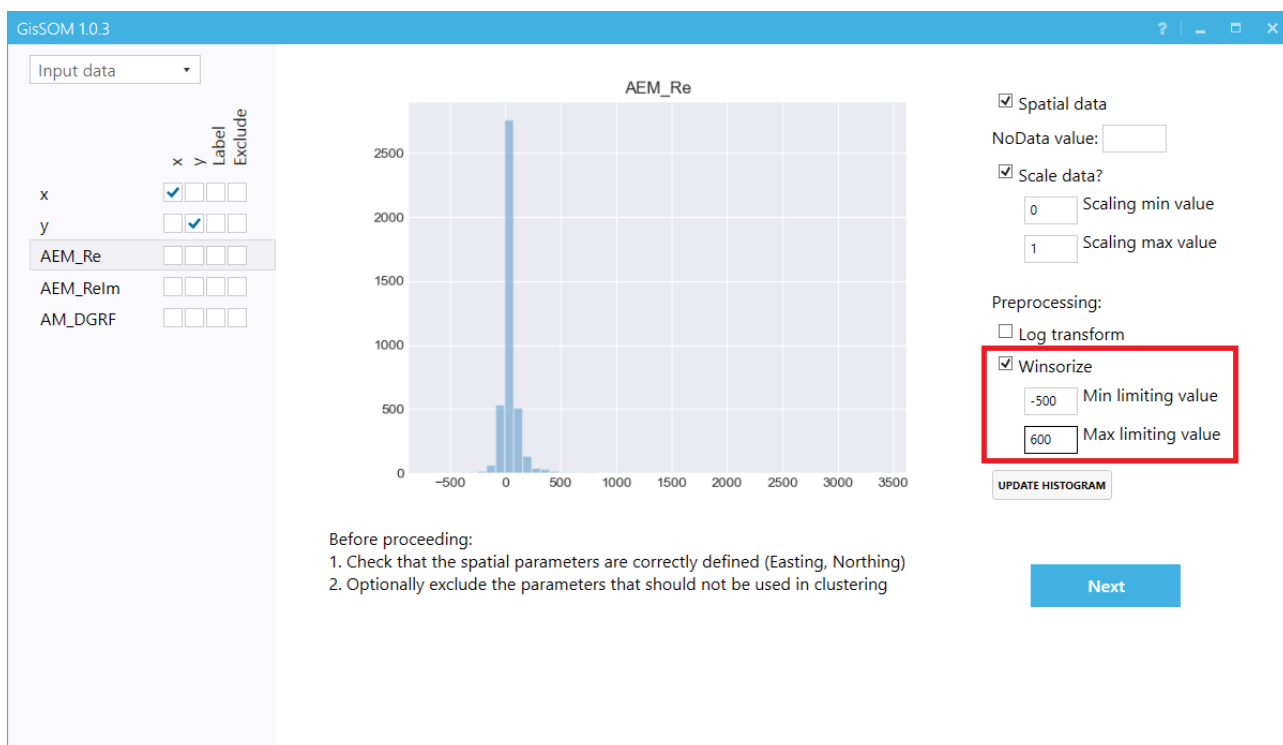 GisSOM 1.0.3
?
Input data
x
y
Label
Exclude
x
y
AEM_Re
AEM_ReIm
AM_DGRF
AEM_Re
2500
2000
1500
1000
500
0
−500 0 500 1000 1500 2000 2500 3000 3500
Before proceeding:
1. Check that the spatial parameters are correctly defined (Easting, Northing)
2. Optionally exclude the parameters that should not be used in clustering
Spatial data
NoData value:
Scale data?
0 Scaling min value
1 Scaling max value
Preprocessing:
Log transform
Winsorize
-500 Min limiting value
600 Max limiting value
UPDATE HISTOGRAM
Next